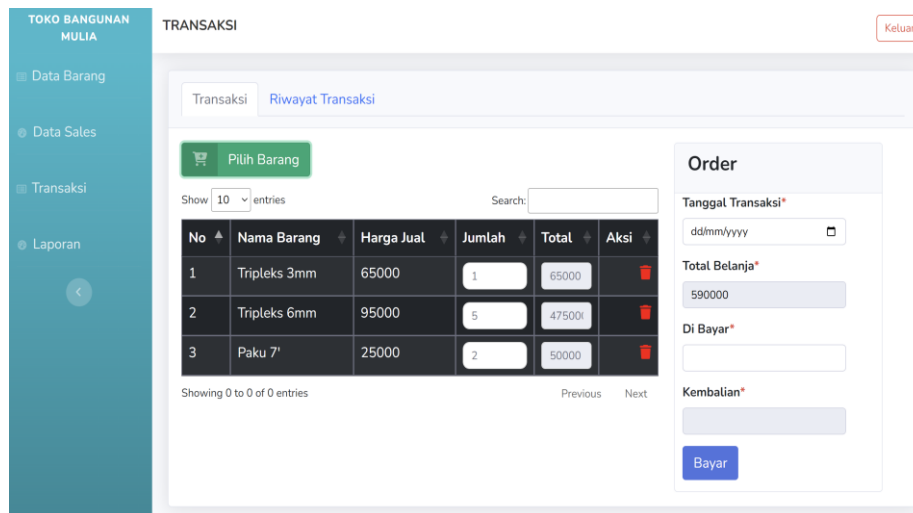 TOKO BANGUNAN
MULIA
TRANSAKSI
Data Barang
Data Sales
Transaksi
Laporan
Transaksi Riwayat Transaksi
Pilih Barang
Show 10 entries Search:
No Nama Barang Harga Jual Jumlah Total Aksi
1 Tripleks 3mm 65000 1 65000
2 Tripleks 6mm 95000 5
3 Paku 7' 25000 2 50000
Showing 0 to 0 of 0 entries Previous Next
Order
Tanggal Transaksi*
dd/mm/yyyy
Total Belanja*
590000
Di Bayar*
Kembalian*
Bayar